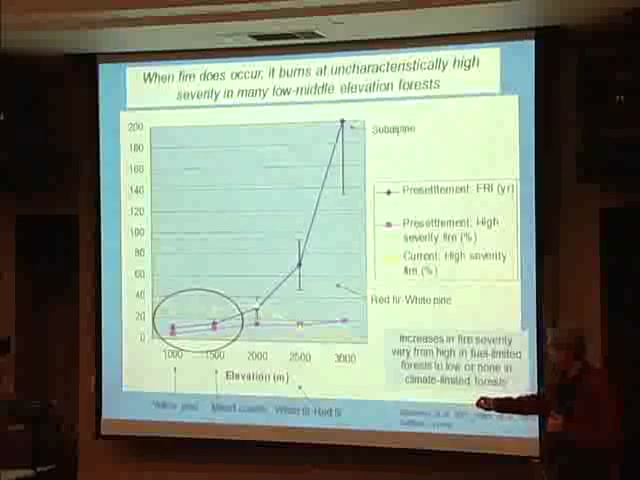 When fire does occur, it burns at uncharacteristically high
severity in many low-middle elevation forests
200
180
160
140
120
100
80
60
40
20
0
1000 1500 2000 2500 3000
Elevation (m)
Subalpine
Presettlement: FRI (yr)
Presettlement: High
severity fire (%)
Current: High severity
fire (%)
Red fir-White pine
Increases in fire severity
vary from high in fuel-limited
forests to low or none in
climate-limited forests
Yellow pine Mixed conifer White fir-Red fir